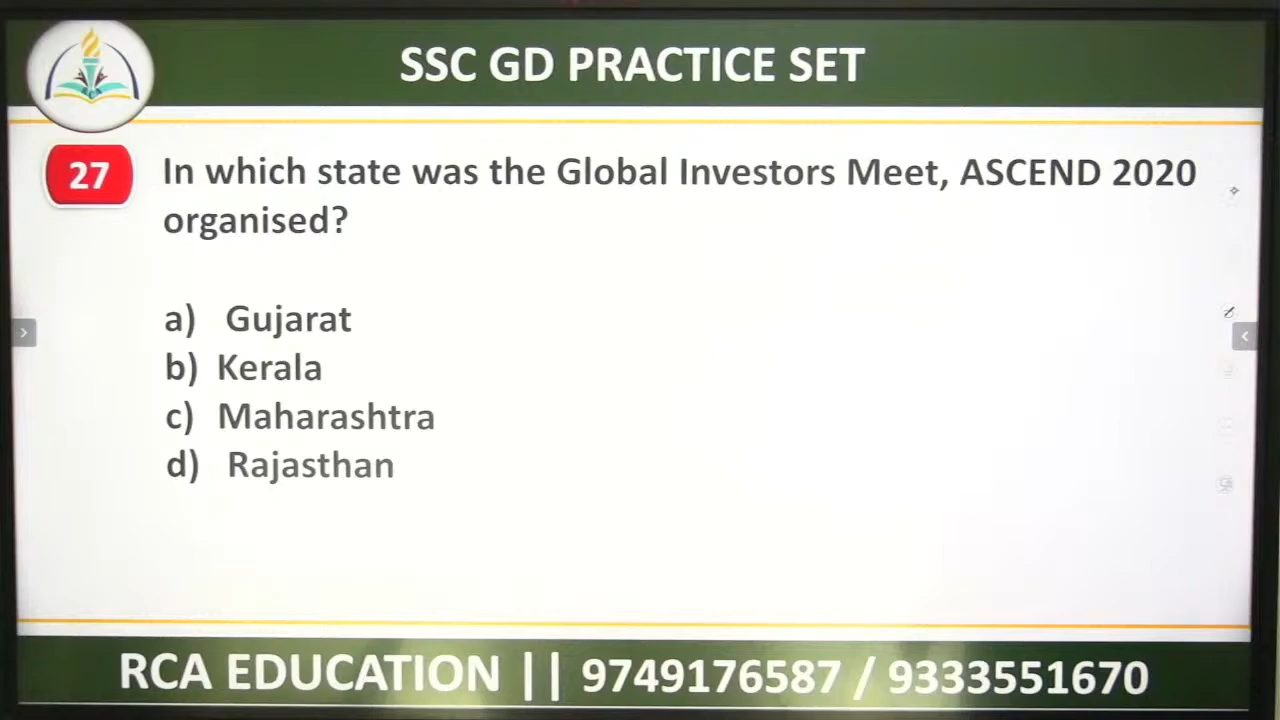 SSC GD PRACTICE SET
27 In which state was the Global Investors Meet, ASCEND 2020
organised?
a) Gujarat
b) Kerala
c) Maharashtra
d) Rajasthan
RCA EDUCATION || 9749176587 / 9333551670